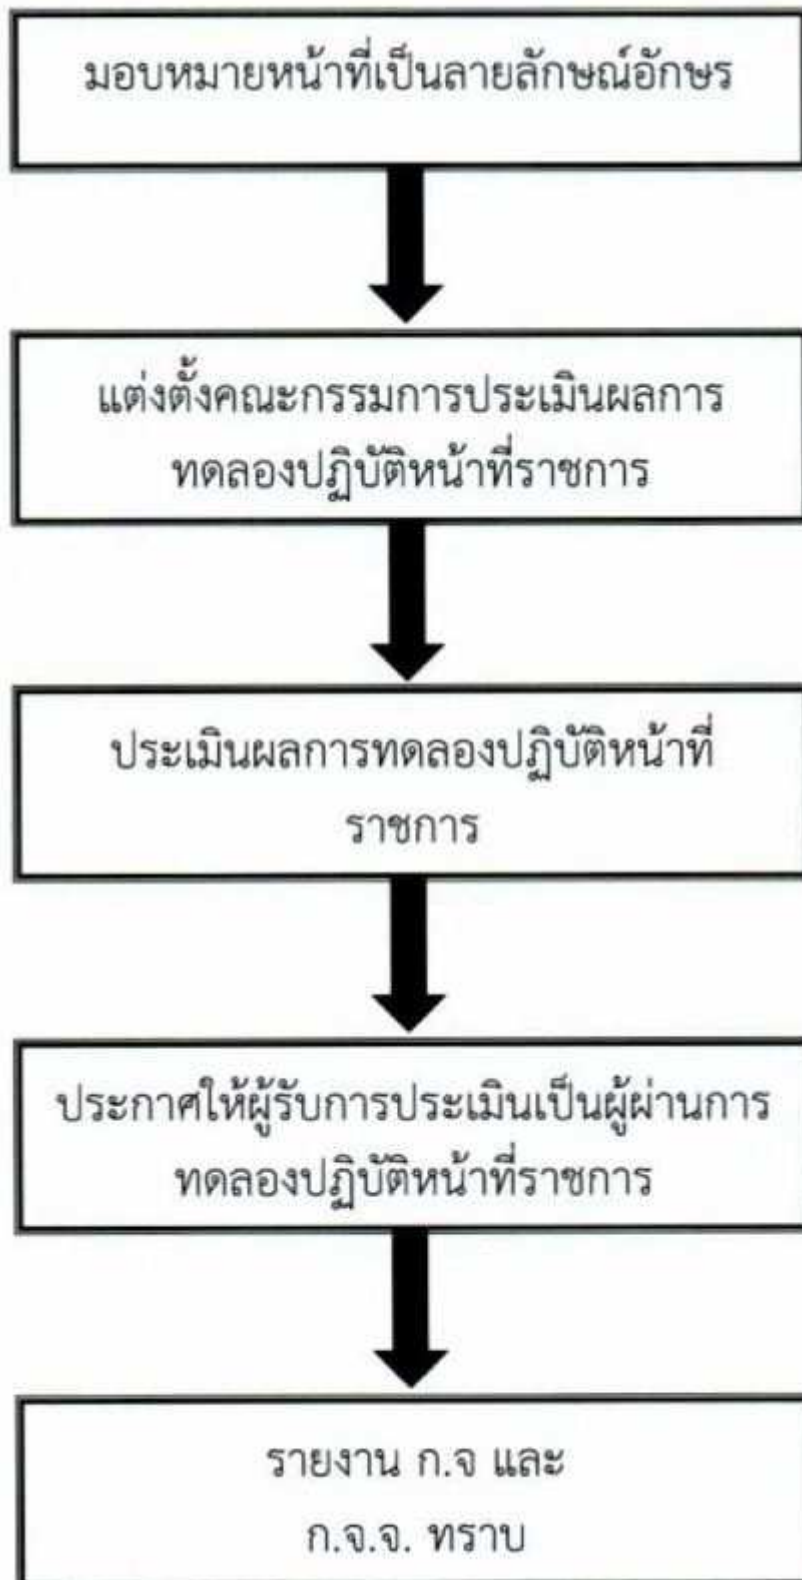 มอบหมายหน้าที่เป็นลายลักษณ์อักษร
แต่งตั้งคณะกรรมการประเมินผลการ
ทดลองปฏิบัติหน้าที่ราชการ
ประเมินผลการทดลองปฏิบัติหน้าที่
ราชการ
ประกาศให้ผู้รับการประเมินเป็นผู้ผ่านการ
ทดลองปฏิบัติหน้าที่ราชการ
รายงาน ก.จ และ
ก.จ.จ. ทราบ